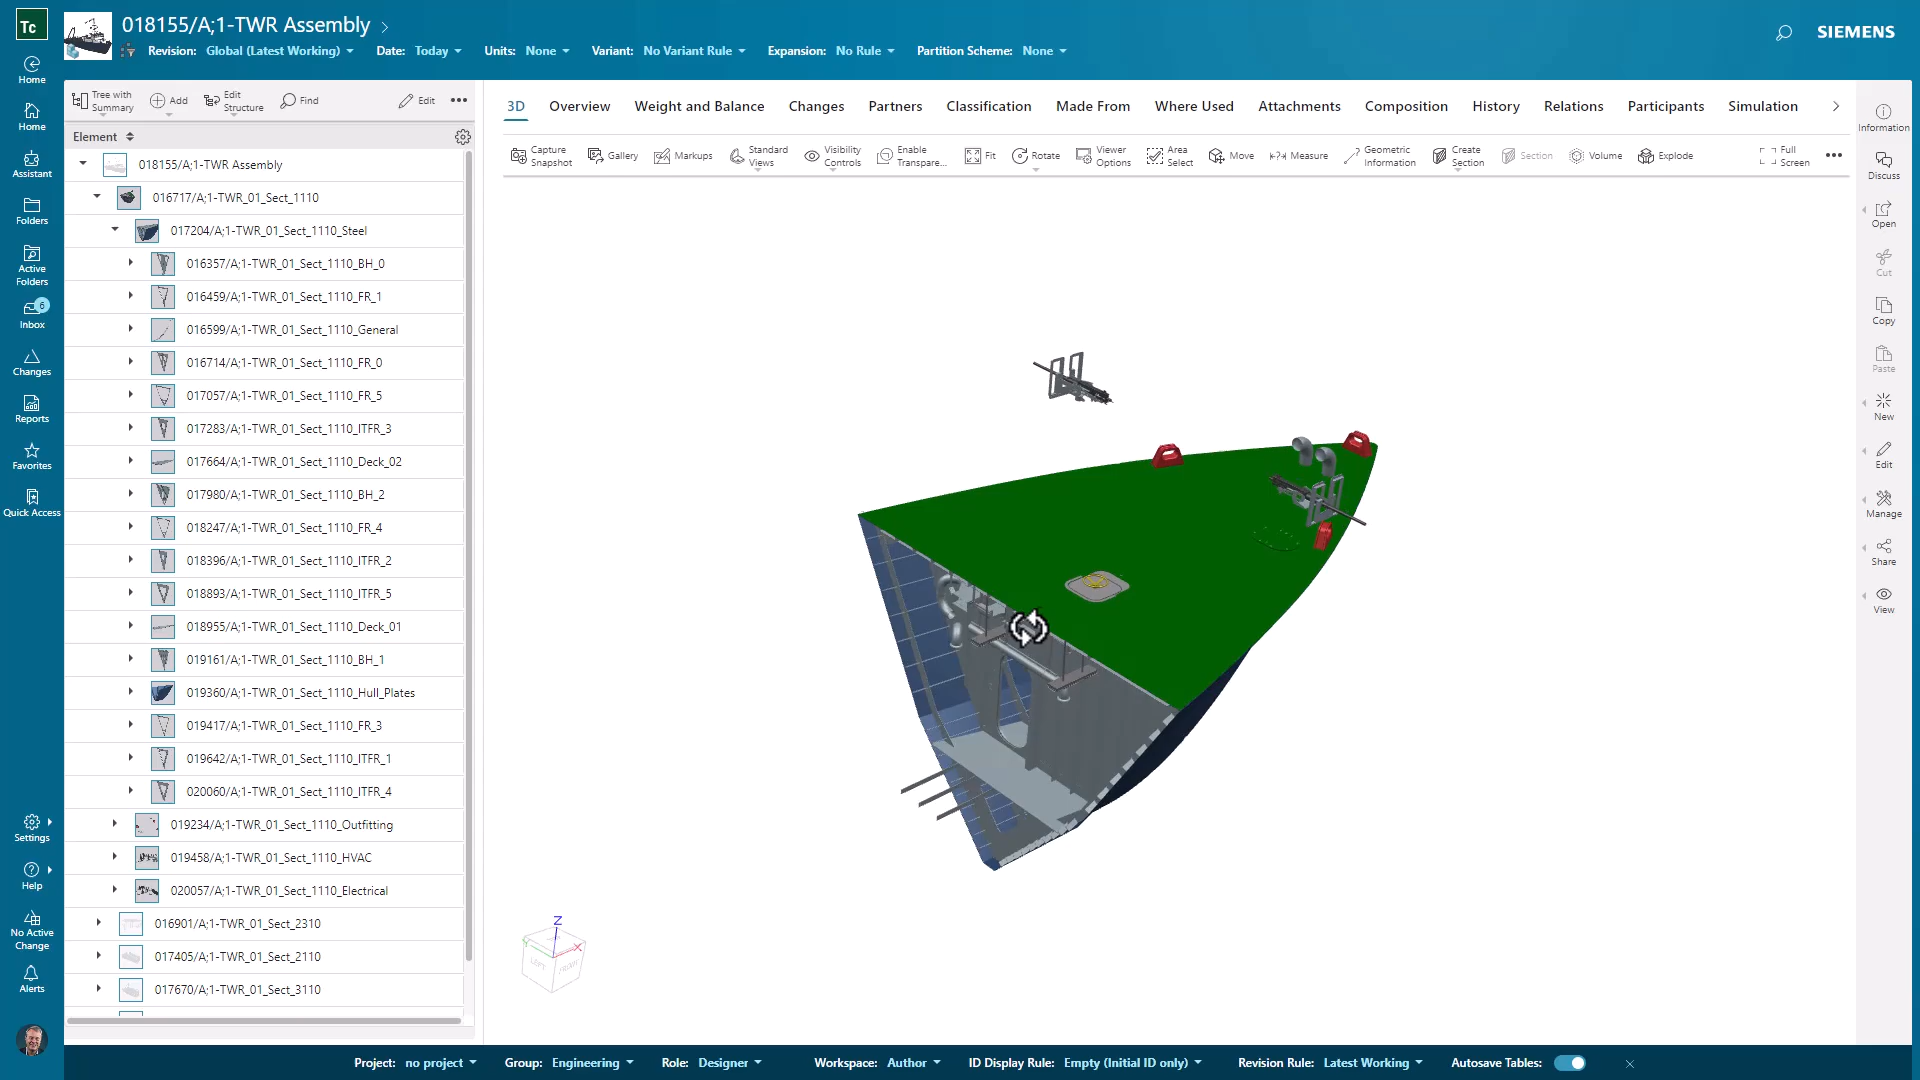 Tc
018155/A;1-TWR Assembly
Revision: Global (Latest Working) Date: Today Units: None Variant: No Variant Rule Expansion: No Rule Partition Scheme: None
SIEMENS
Home
Home
Assistant
Folders
Active
Folders
6
Inbox
Changes
Reports
Favorites
Quick Access
Settings
Help
No Active
Change
Alerts
Tree with
Summary
Add
Edit
Structure
Find
Edit
Element
018155/A;1-TWR Assembly
016717/A;1-TWR_01_Sect_1110
017204/A;1-TWR_01_Sect_1110_Steel
016357/A;1-TWR_01_Sect_1110_BH_0
016459/A;1-TWR_01_Sect_1110_FR_1
016599/A;1-TWR_01_Sect_1110_General
016714/A;1-TWR_01_Sect_1110_FR_0
017057/A;1-TWR_01_Sect_1110_FR_5
017283/A;1-TWR_01_Sect_1110_ITFR_3
017664/A;1-TWR_01_Sect_1110_Deck_02
017980/A;1-TWR_01_Sect_1110_BH_2
018247/A;1-TWR_01_Sect_1110_FR_4
018396/A;1-TWR_01_Sect_1110_ITFR_2
018893/A;1-TWR_01_Sect_1110_ITFR_5
018955/A;1-TWR_01_Sect_1110_Deck_01
019161/A;1-TWR_01_Sect_1110_BH_1
019360/A;1-TWR_01_Sect_1110_Hull_Plates
019417/A;1-TWR_01_Sect_1110_FR_3
019642/A;1-TWR_01_Sect_1110_ITFR_1
020060/A;1-TWR_01_Sect_1110_ITFR_4
019234/A;1-TWR_01_Sect_1110_Outfitting
019458/A;1-TWR_01_Sect_1110_HVAC
020057/A;1-TWR_01_Sect_1110_Electrical
016901/A;1-TWR_01_Sect_2310
017405/A;1-TWR_01_Sect_2110
017670/A;1-TWR_01_Sect_3110
3D Overview Weight and Balance Changes Partners Classification Made From Where Used Attachments Composition History Relations Participants Simulation
Capture
Snapshot
Gallery
Markups
Standard
Views
Visibility
Controls
Enable
Transpare...
Fit
Rotate
Viewer
Options
Area
Select
Move
Measure
Geometric
Information
Create
Section
Section
Volume
Explode
Full
Screen
Z
X
LEFT
FRONT
Information
Discuss
Open
Cut
Copy
Paste
New
Edit
Manage
Share
View
Project: no project Group: Engineering Role: Designer Workspace: Author ID Display Rule: Empty (Initial ID only) Revision Rule: Latest Working Autosave Tables: